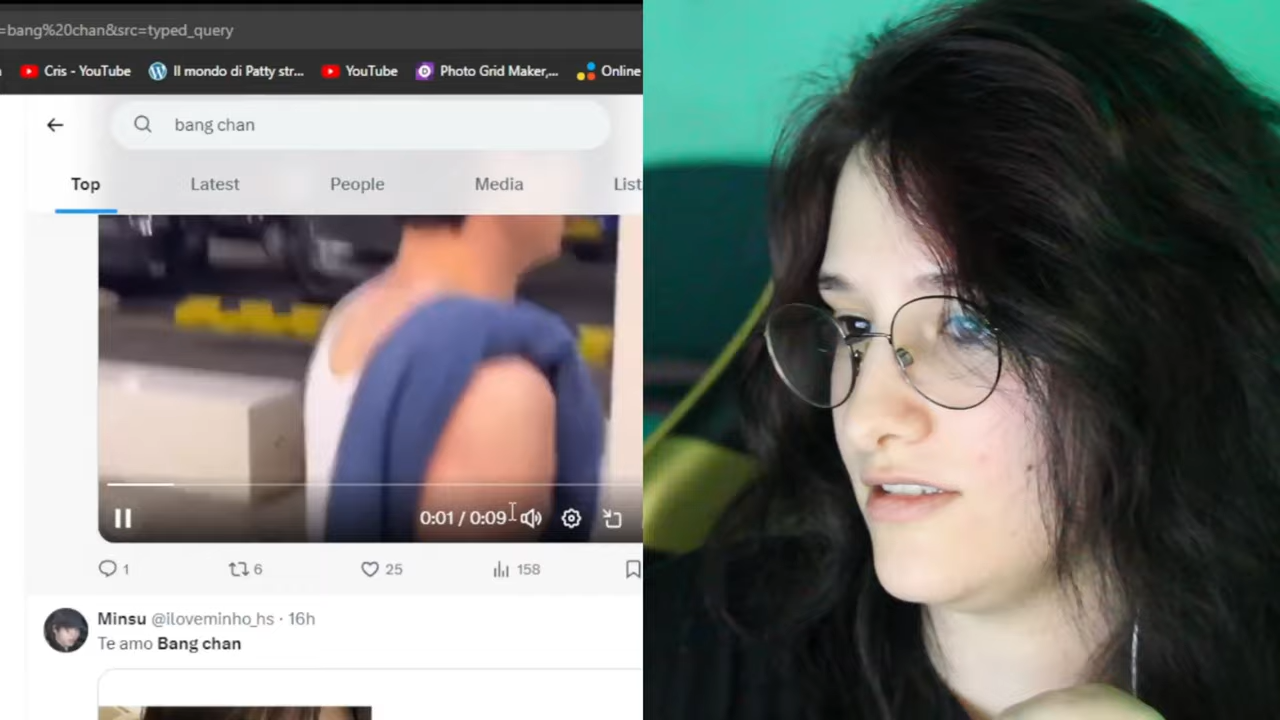 =bang%20chan&src=typed_query
Cris - YouTube
Il mondo di Patty str...
YouTube
Photo Grid Maker,...
Online
bang chan
Top
Latest
People
Media
List
0:01 / 0:09
1
6
25
158
Minsu @iloveminho_hs · 16h
Te amo Bang chan